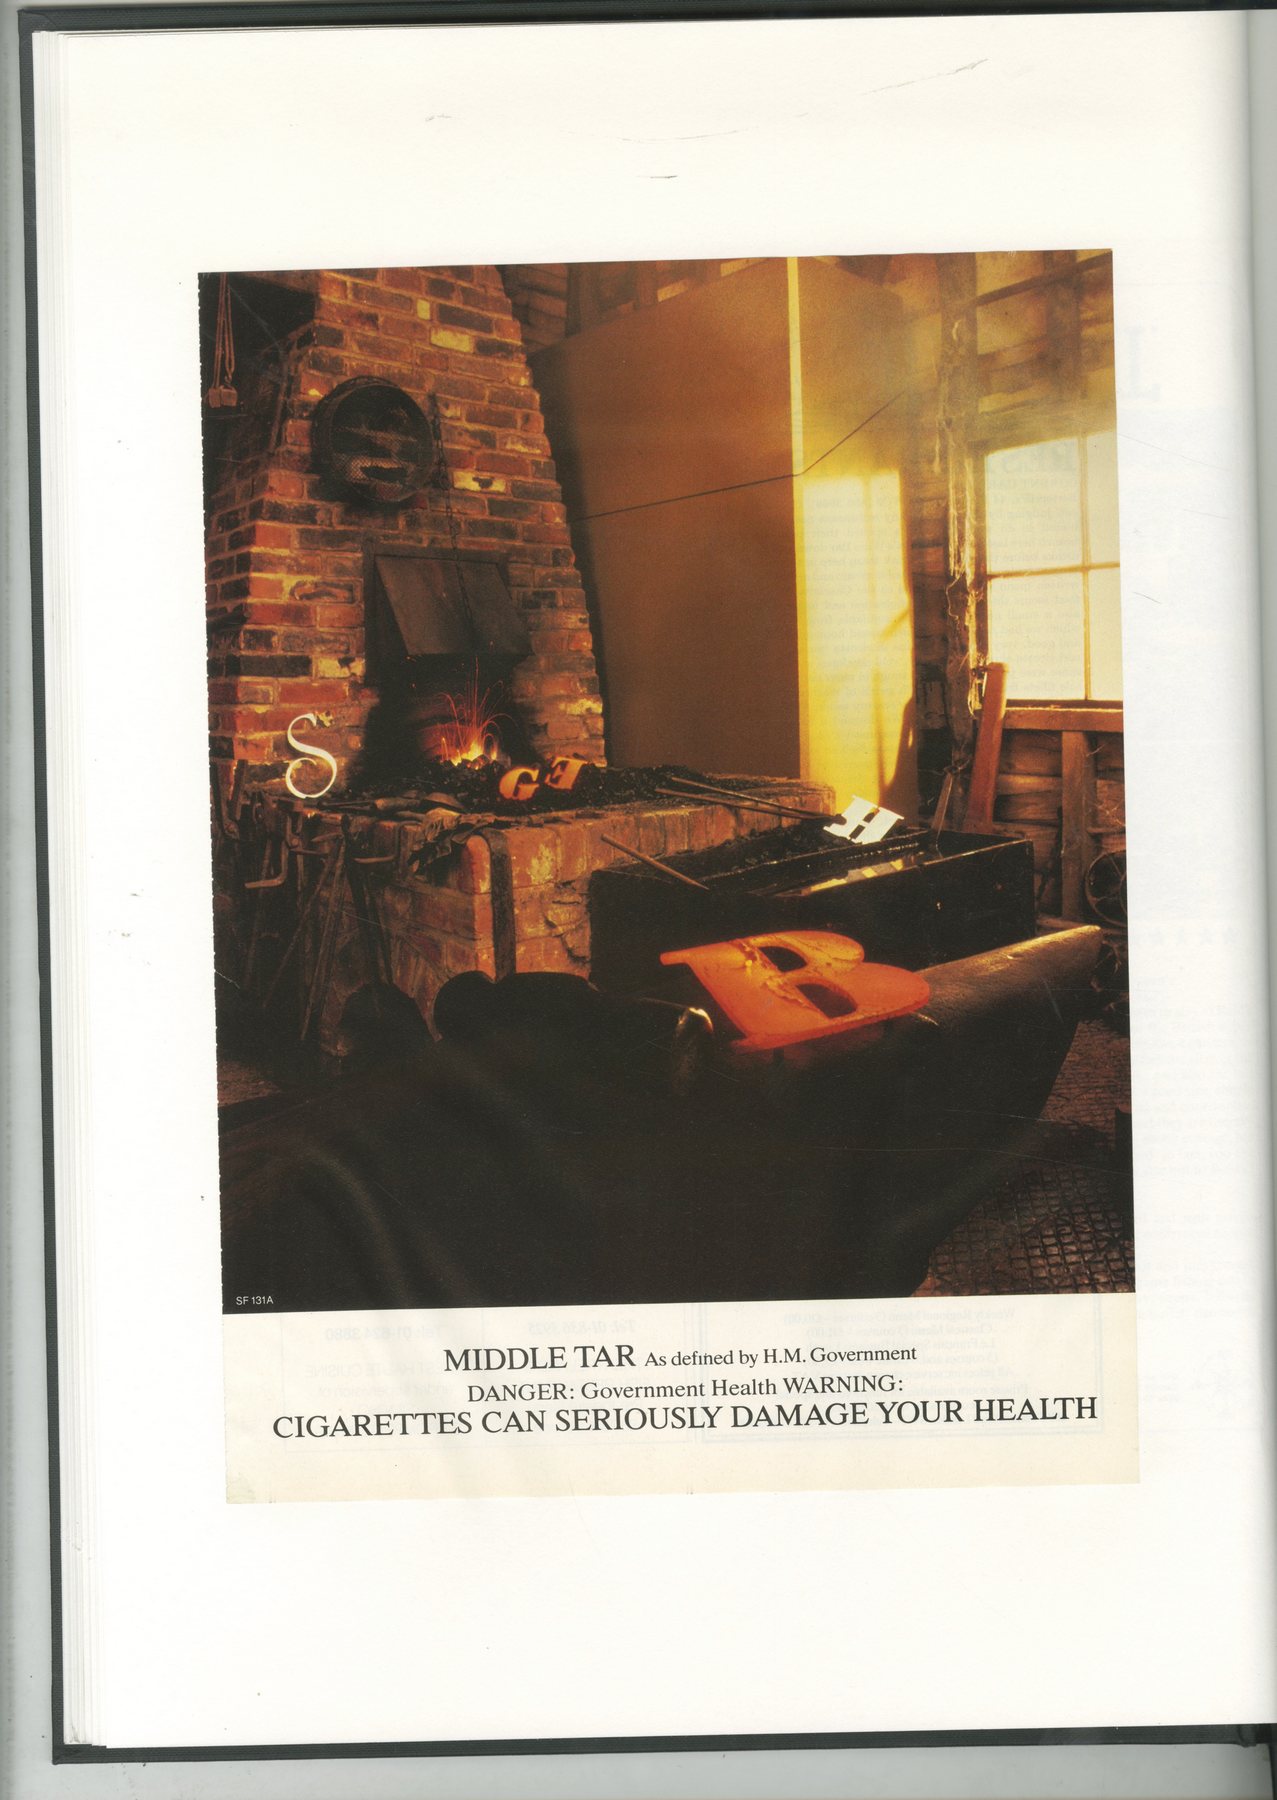 S
G E
H
B
SF 131A
MIDDLE TAR As defined by H.M. Government
DANGER: Government Health WARNING:
CIGARETTES CAN SERIOUSLY DAMAGE YOUR HEALTH